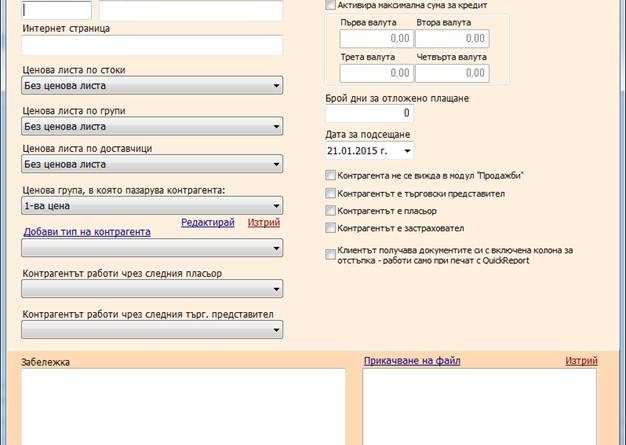 Интернет страница
Ценова листа по стоки
Без ценова листа
Ценова листа по групи
Без ценова листа
Ценова листа по доставчици
Без ценова листа
Ценова група, в която пазарува контрагента:
1-ва цена
Редактирай Изтрий
Добави тип на контрагента
Контрагентът работи чрез следния пласьор
Контрагентът работи чрез следния търг. представител
Активира максимална сума за кредит
Първа валута Втора валута
0,00 0,00
Трета валута Четвърта валута
0,00 0,00
Брой дни за отложено плащане
0
Дата за подсещане
21.01.2015 г.
Контрагента не се вижда в модул "Продажби"
Контрагентът е търговски представител
Контрагентът е пласьор
Контрагентът е застраховател
Клиентът получава документите си с включена колона за
отстъпка - работи само при печат с QuickReport
Забележка
Прикачване на файл Изтрий